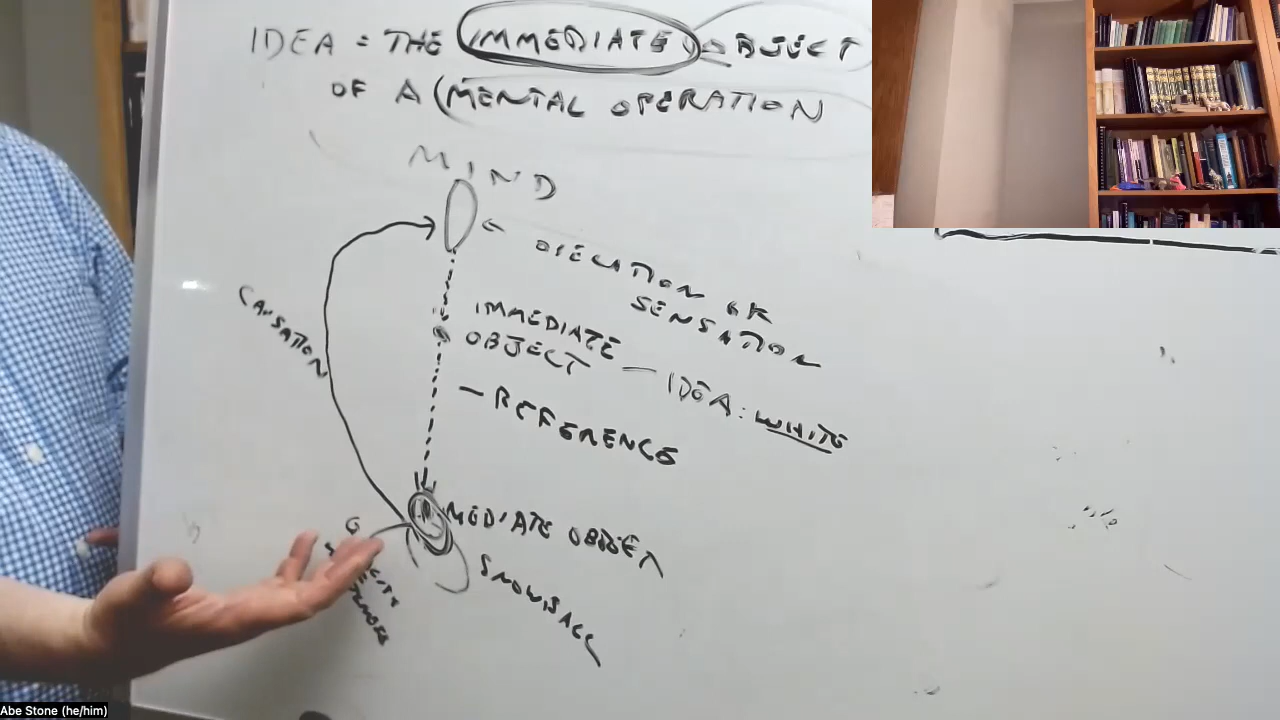 IDEA = THE IMMEDIATE OBJECT
OF A (MENTAL OPERATION
MIND
OPERATION OR
SENSATION
CAUSATION
IMMEDIATE
OBJECT — IDEA: WHITE
— REFERENCE
MEDIATE OBJECT
SNOWBALL
Abe Stone (he/him)